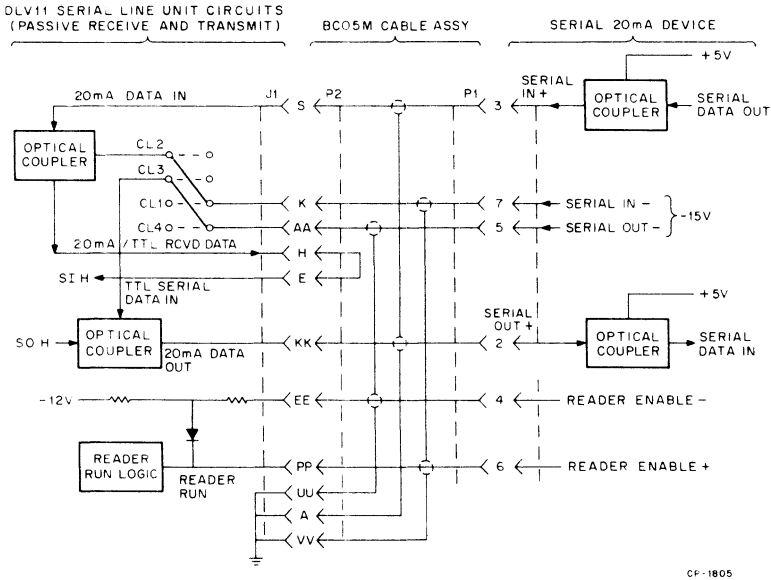 DLV11 SERIAL LINE UNIT CIRCUITS
(PASSIVE RECEIVE AND TRANSMIT)
BC05M CABLE ASSY
SERIAL 20mA DEVICE
+5V
20mA DATA IN
J1
S
P2
P1
3
SERIAL
IN+
OPTICAL
COUPLER
SERIAL
DATA OUT
OPTICAL
COUPLER
CL2
CL3
CL1
CL4
K
7
SERIAL IN -
AA
5
SERIAL OUT-
-15V
20mA / TTL RCVD DATA
H
SI H
E
TTL SERIAL
DATA IN
+5V
SO H
OPTICAL
COUPLER
20mA DATA
OUT
KK
2
SERIAL
OUT+
OPTICAL
COUPLER
SERIAL
DATA IN
-12V
EE
4
READER ENABLE-
READER
RUN LOGIC
READER
RUN
PP
6
READER ENABLE+
UU
A
VV
CP-1805